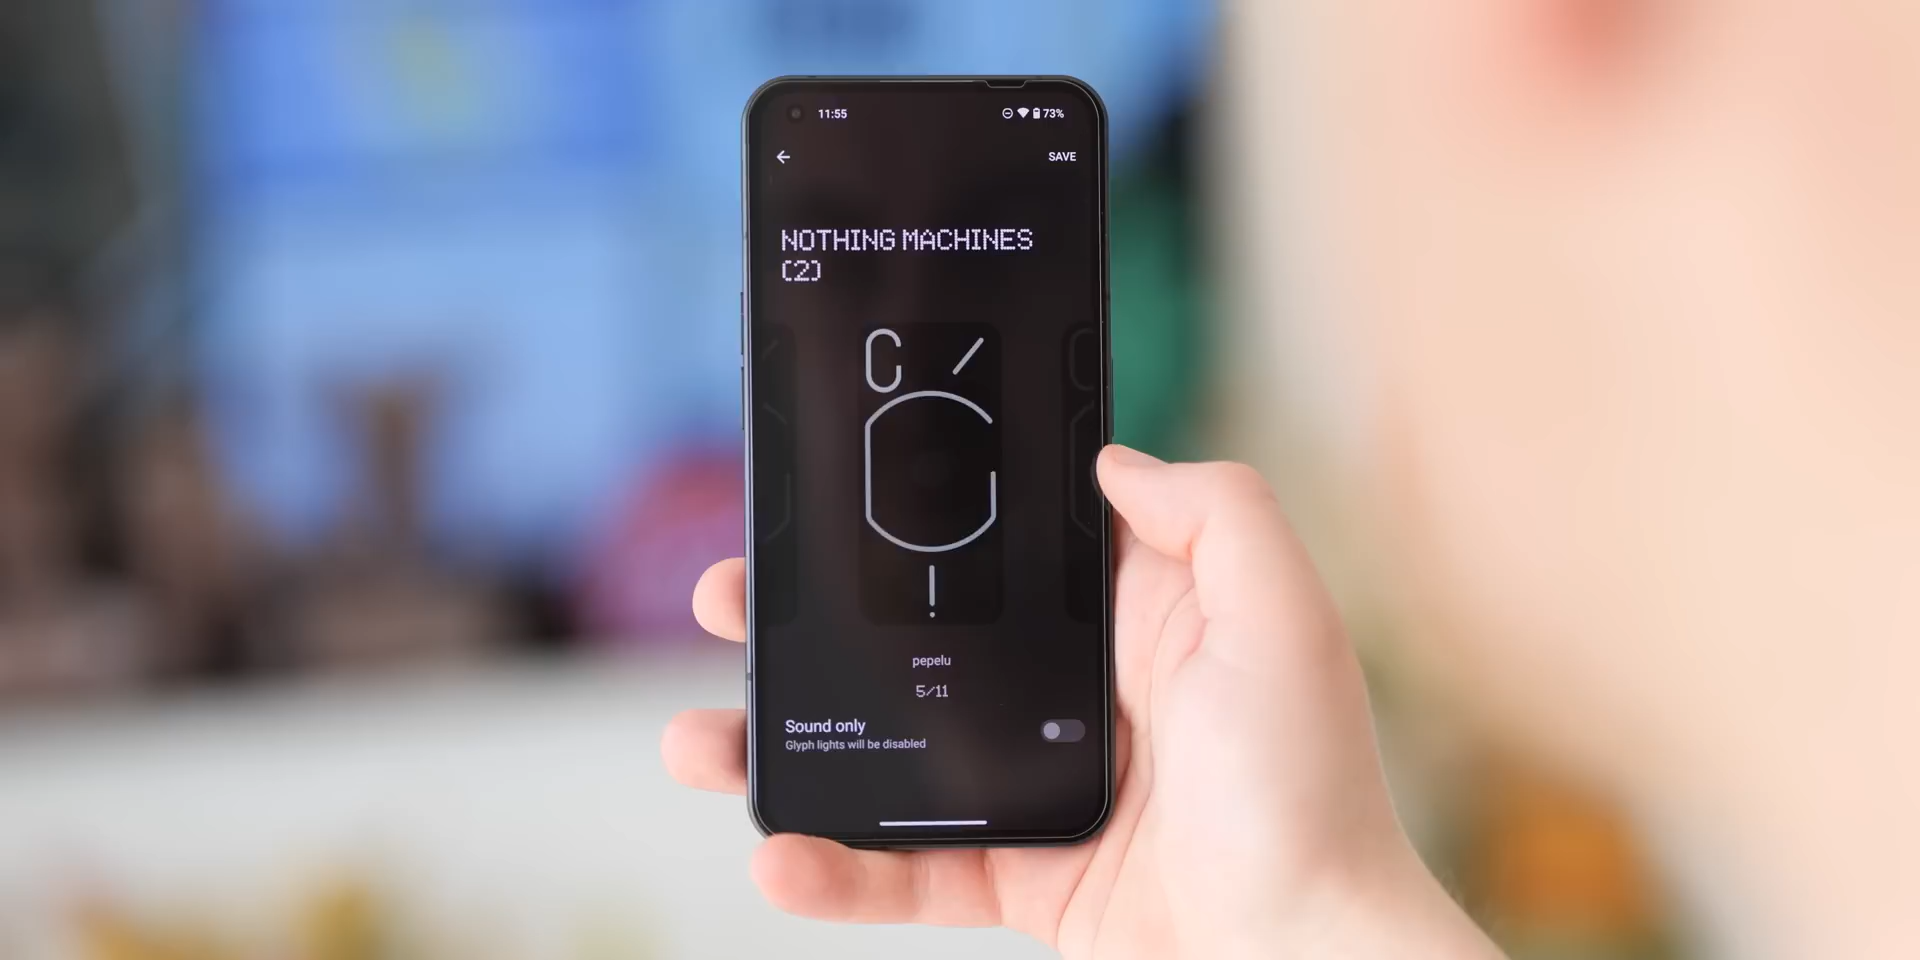 11:55
73%
SAVE
NOTHING MACHINES
(2)
pepelu
5/11
Sound only
Glyph lights will be disabled